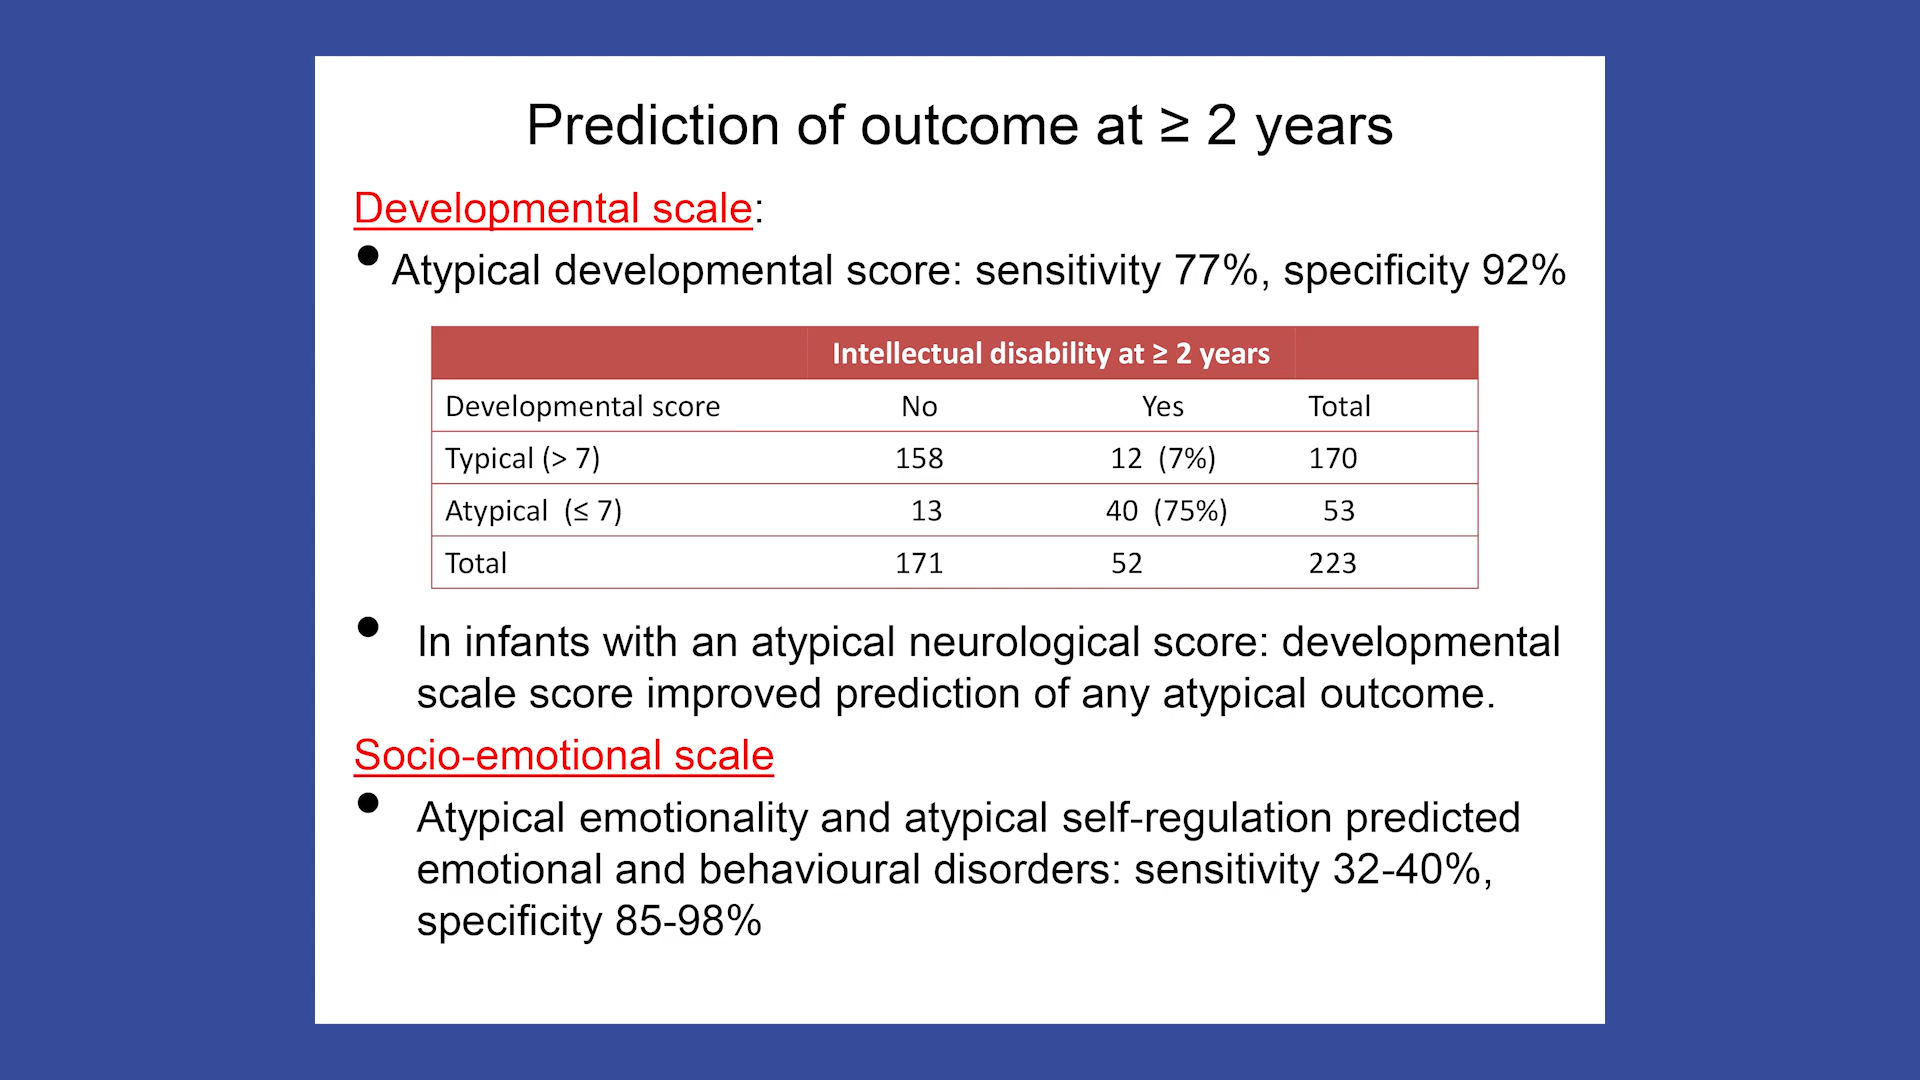 Prediction of outcome at ≥ 2 years
Developmental scale:
• Atypical developmental score: sensitivity 77%, specificity 92%
Intellectual disability at ≥ 2 years
Developmental score No Yes Total
Typical (> 7) 158 12 (7%) 170
Atypical (≤ 7) 13 40 (75%) 53
Total 171 52 223
• In infants with an atypical neurological score: developmental
scale score improved prediction of any atypical outcome.
Socio-emotional scale
• Atypical emotionality and atypical self-regulation predicted
emotional and behavioural disorders: sensitivity 32-40%,
specificity 85-98%